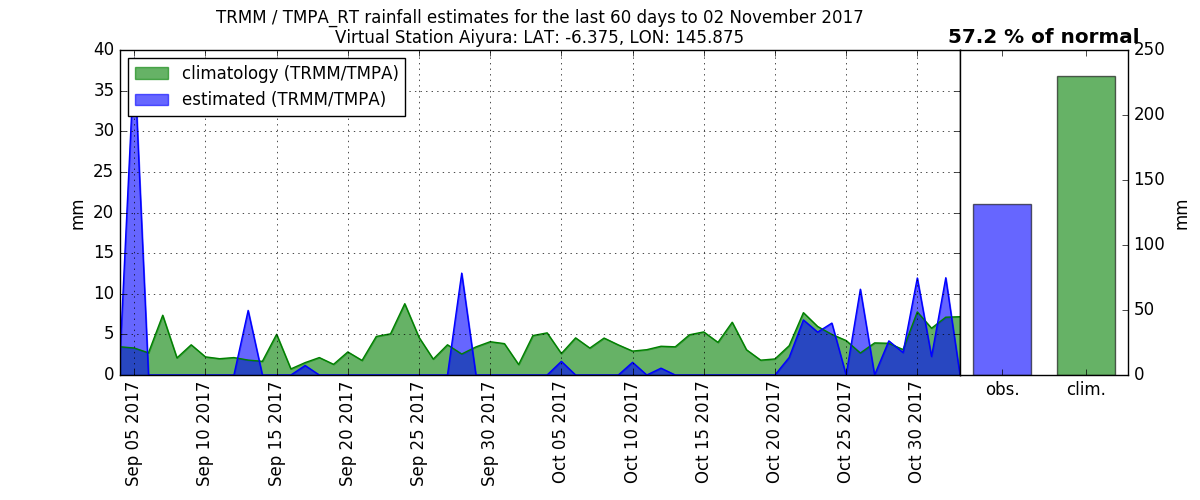 TRMM / TMPA_RT rainfall estimates for the last 60 days to 02 November 2017
Virtual Station Aiyura: LAT: -6.375, LON: 145.875
57.2 % of normal
climatology (TRMM/TMPA)
estimated (TRMM/TMPA)
mm
40
35
30
25
20
15
10
5
0
Sep 05 2017
Sep 10 2017
Sep 15 2017
Sep 20 2017
Sep 25 2017
Sep 30 2017
Oct 05 2017
Oct 10 2017
Oct 15 2017
Oct 20 2017
Oct 25 2017
Oct 30 2017
obs.
clim.
250
200
150
100
50
0
mm